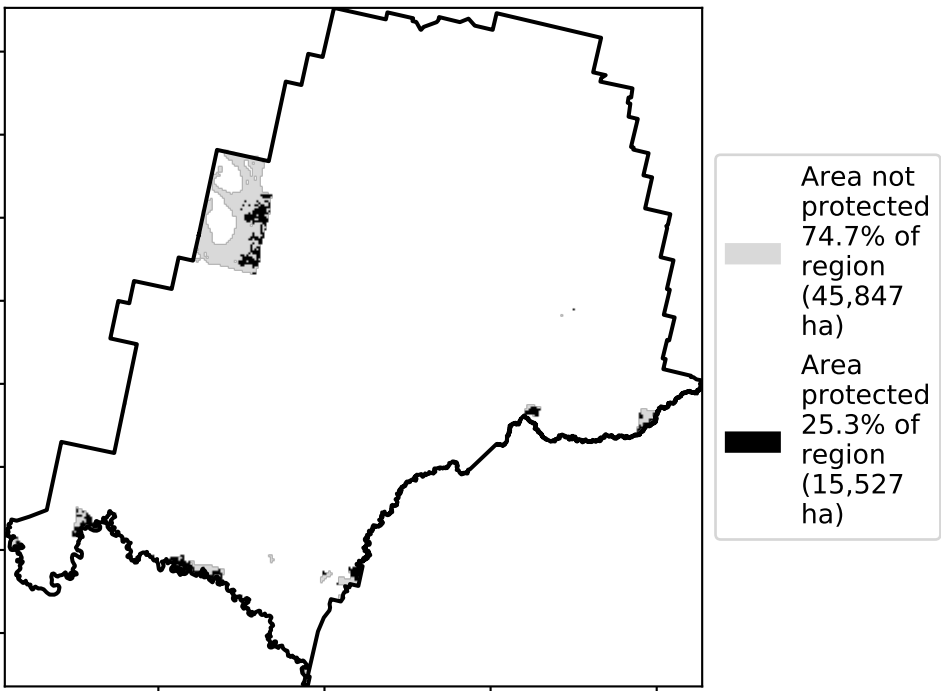 Area not
protected
74.7% of
region
(45,847
ha)
Area
protected
25.3% of
region
(15,527
ha)